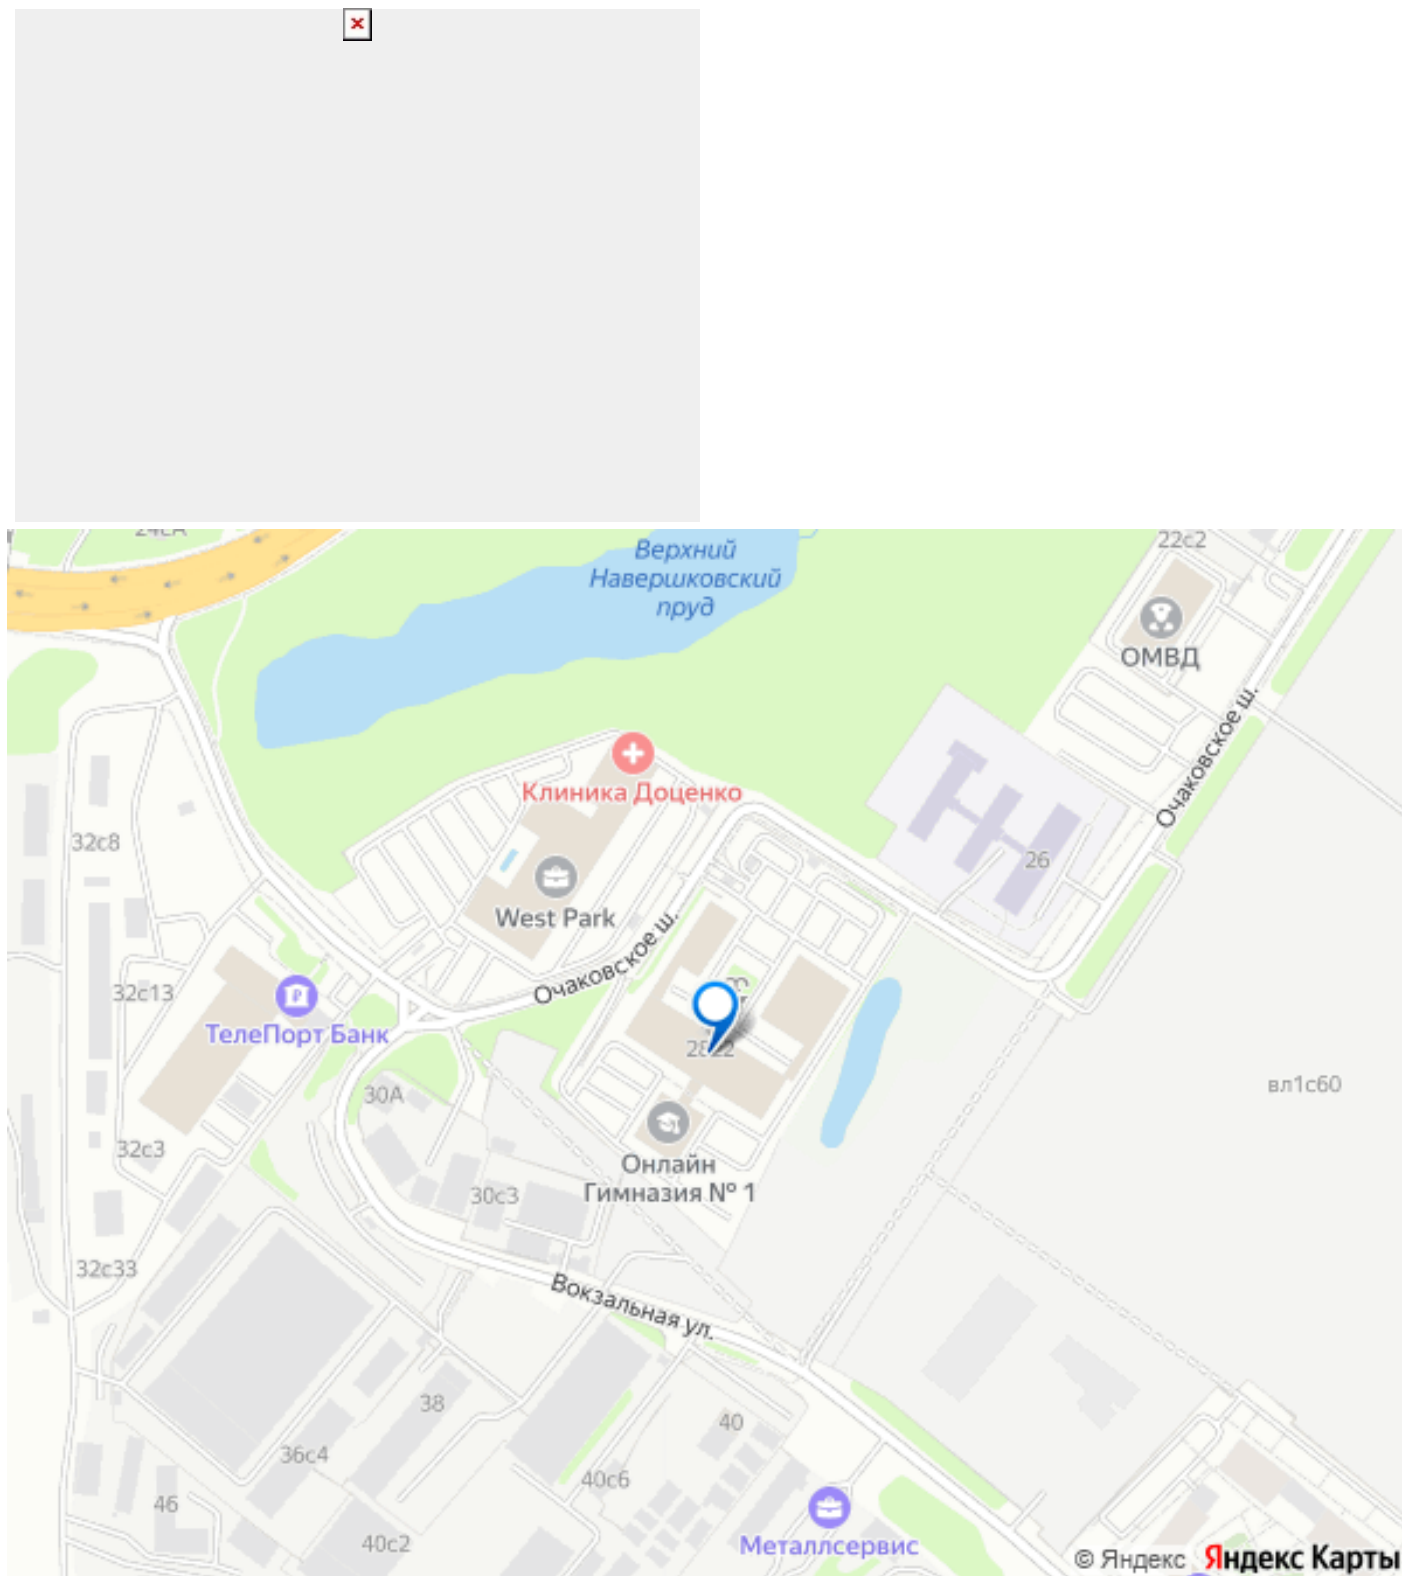 Верхний
Навершковский
пруд
22с2
ОМВД
Очаковское ш.
Клиника Доценко
32с8
26
West Park
Очаковское ш.
32с13
ТелеПорт Банк
30А
вл1с60
32с3
Онлайн
Гимназия № 1
30с3
32с33
Вокзальная ул.
38
40
36с4
40с6
46
40с2
Металлсервис
© Яндекс Яндекс Карты